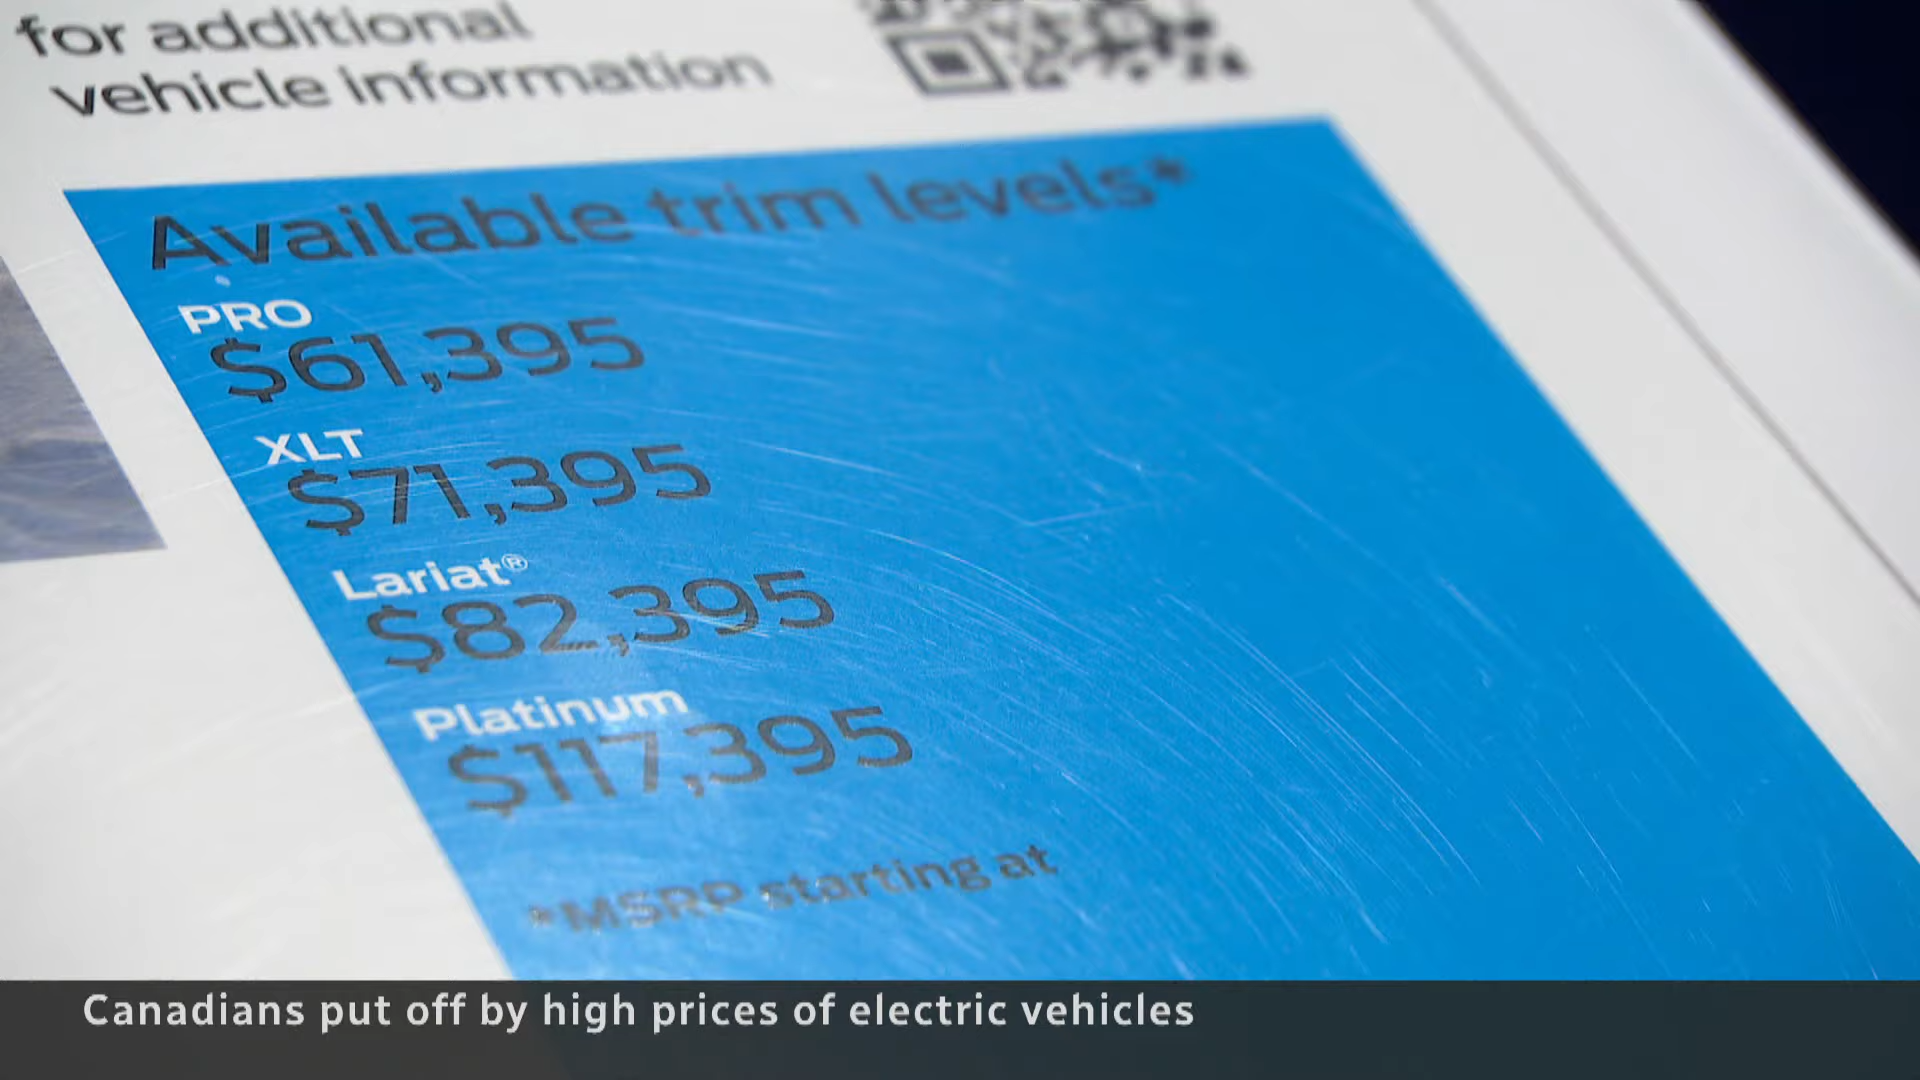 for additional
vehicle information
Available trim levels*
PRO
$61,395
XLT
$71,395
Lariat®
$82,395
Platinum
$117,395
*MSRP starting at
Canadians put off by high prices of electric vehicles